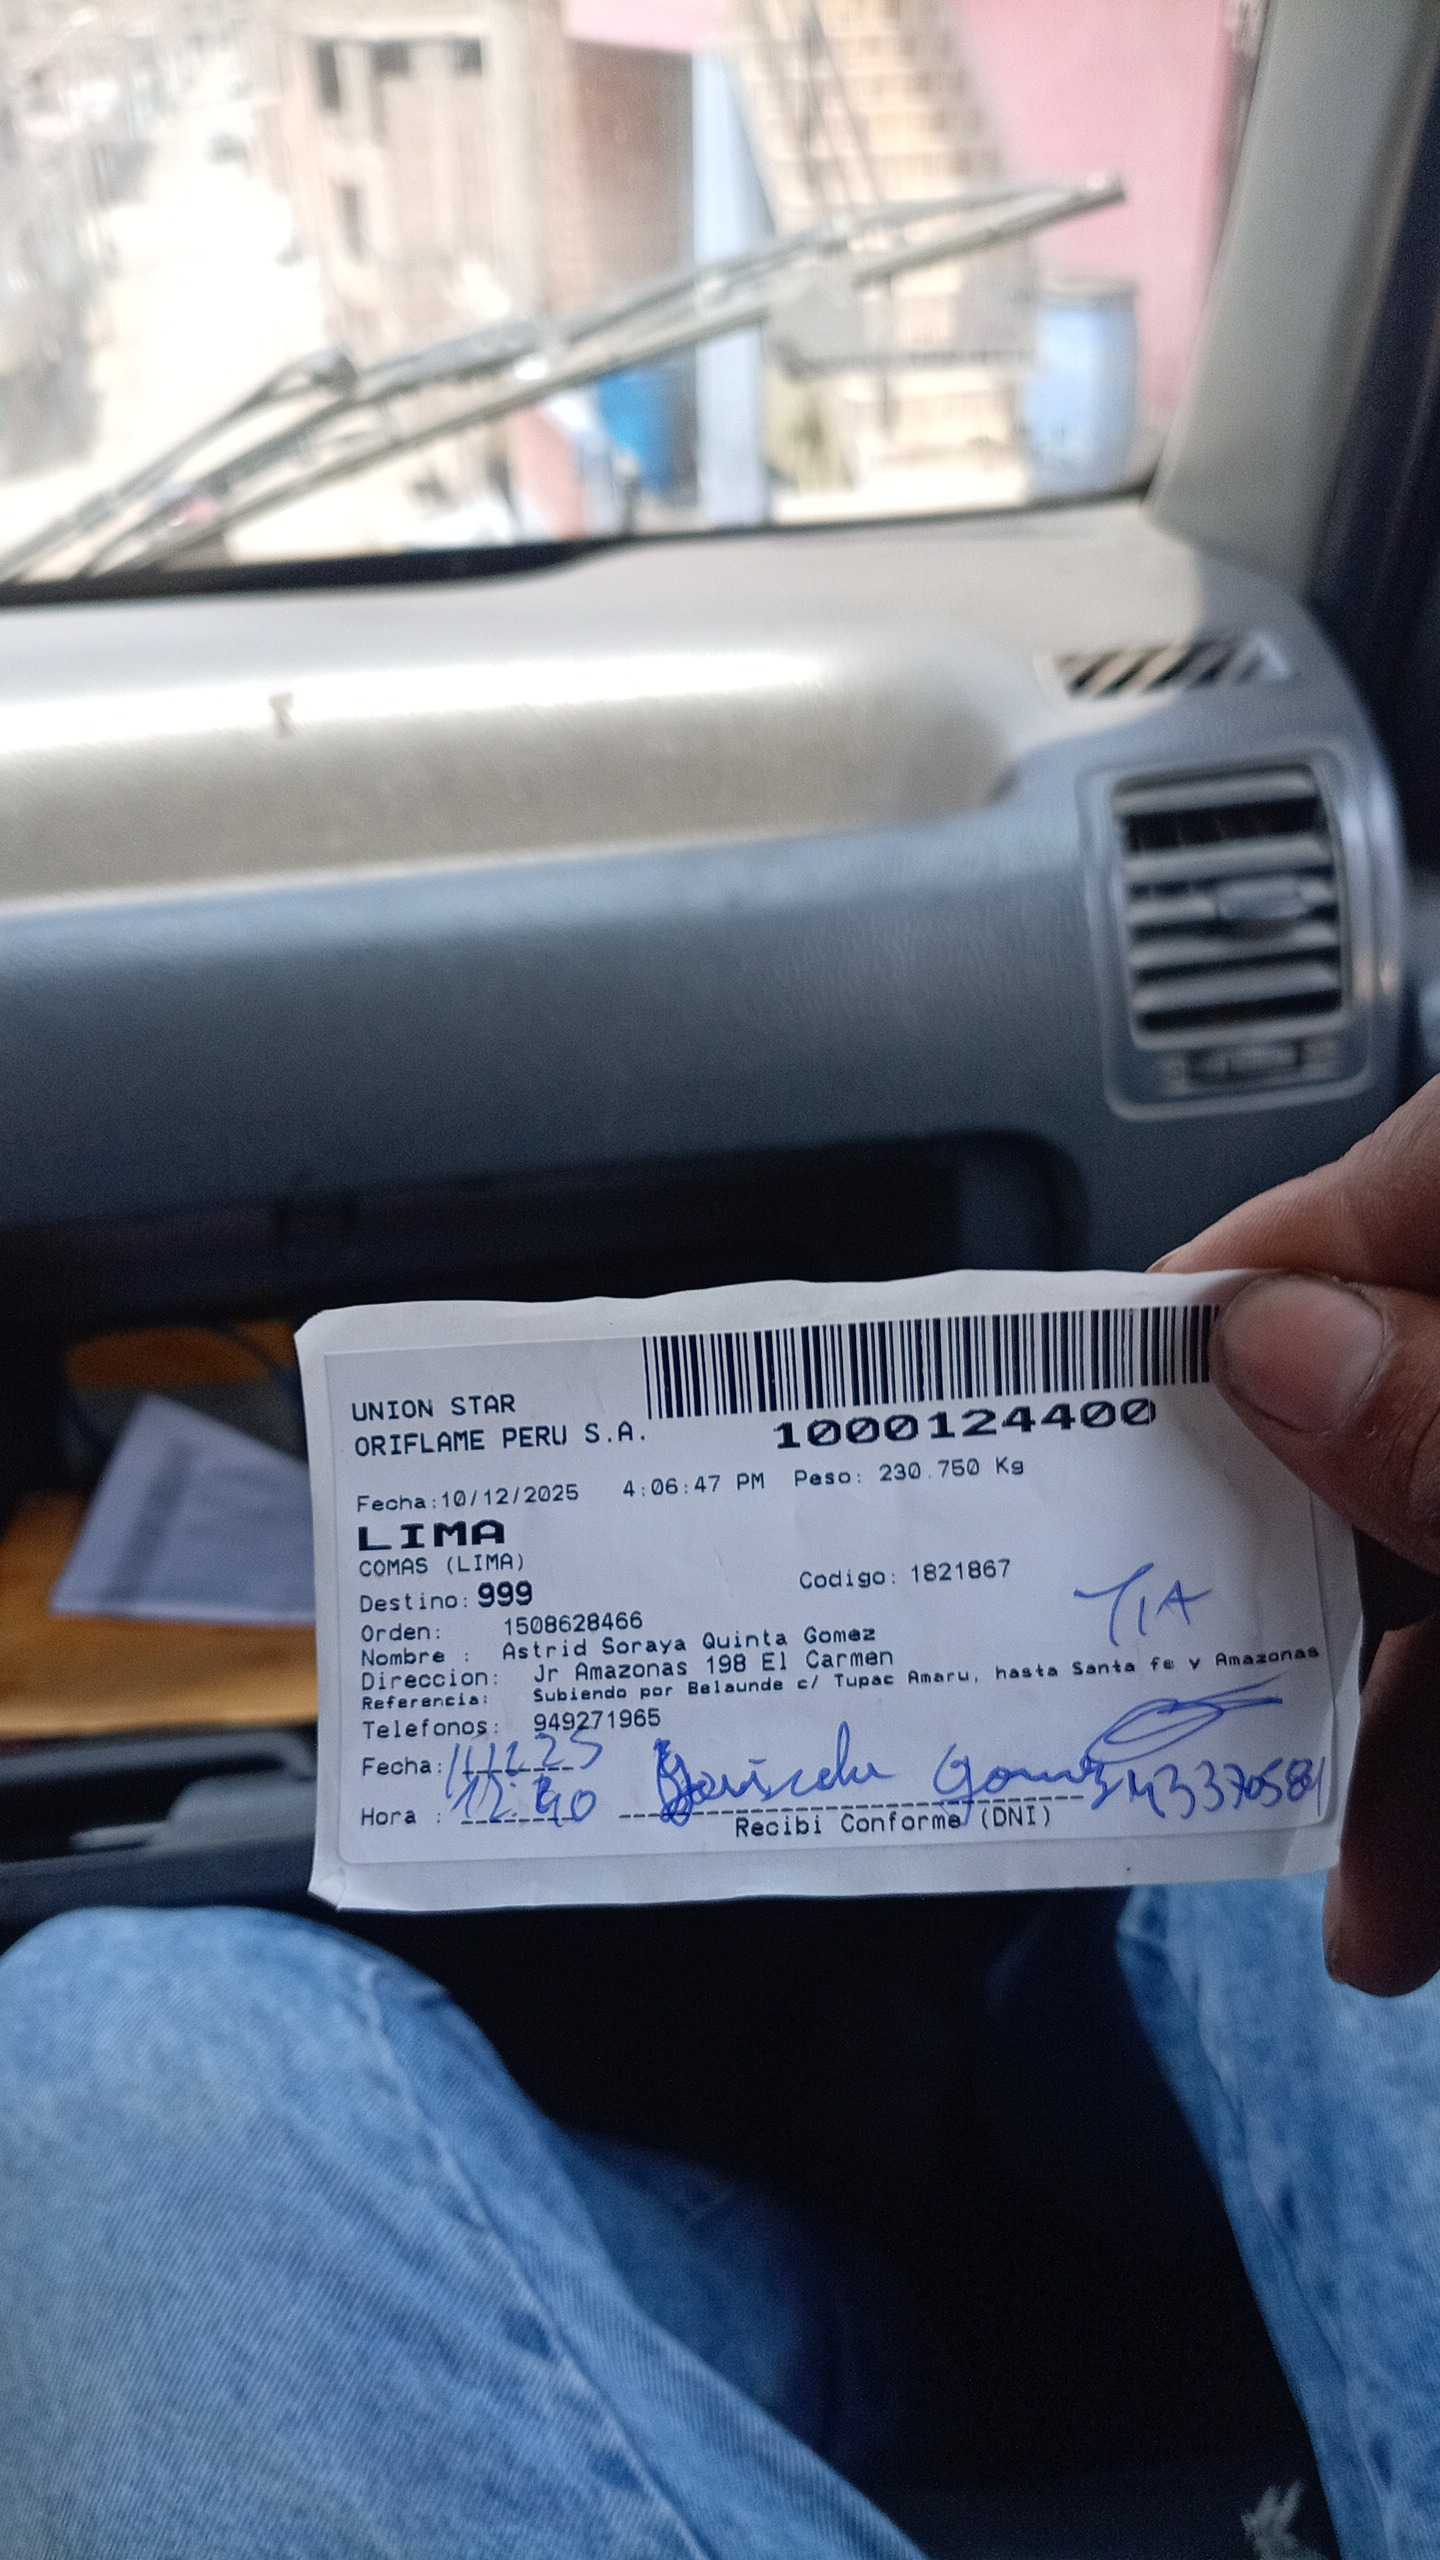 UNION STAR
ORIFLAME PERU S.A.
1000124400
Fecha:10/12/2025 4:06:47 PM Peso: 230.750 Kg
LIMA
COMAS (LIMA)
Destino: 999 Codigo: 1821867
Orden: 1508628466
TIA
Nombre : Astrid Soraya Quinta Gomez
Direccion: Jr Amazonas 198 El Carmen
Referencia: Subiendo por Belaunde c/ Tupac Amaru, hasta Santa fe y Amazonas
Telefonos: 949271965
Fecha: 11/12/25
Hora : 12:40
Recibi Conforme (DNI)